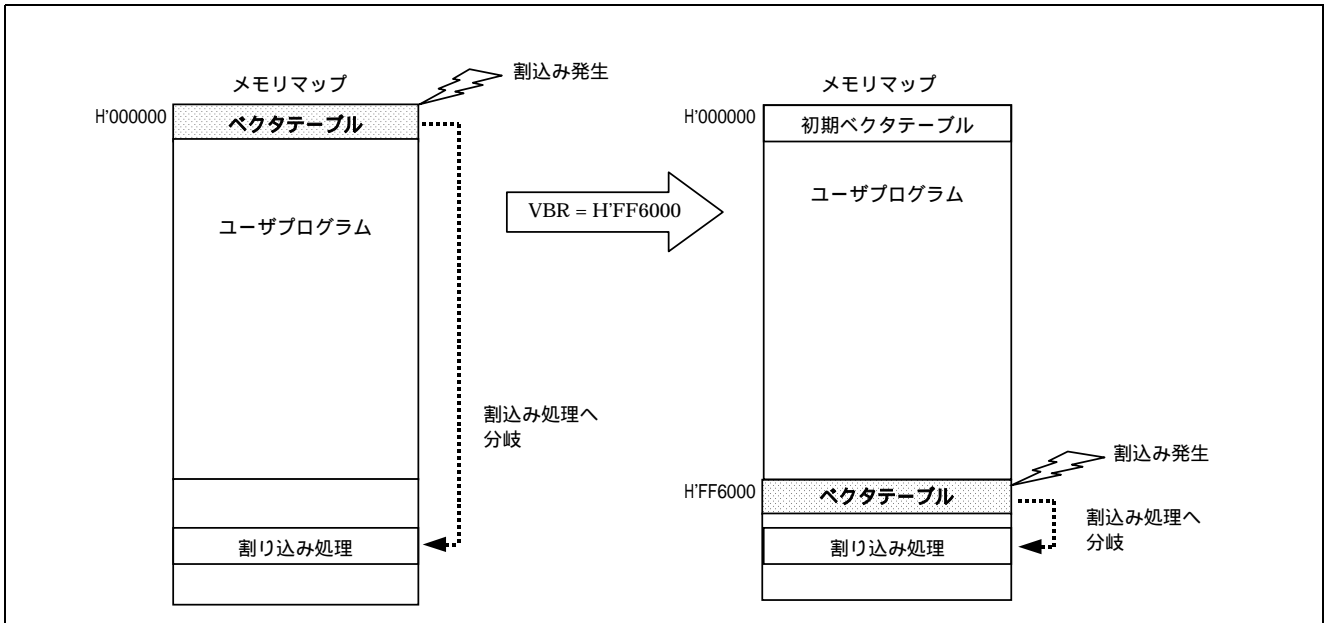 メモリマップ
割込み発生
H'000000
ベクタテーブル
ユーザプログラム
割込み処理へ
分岐
割り込み処理
VBR = H'FF6000
メモリマップ
H'000000
初期ベクタテーブル
ユーザプログラム
割込み発生
H'FF6000
ベクタテーブル
割込み処理へ
分岐
割り込み処理